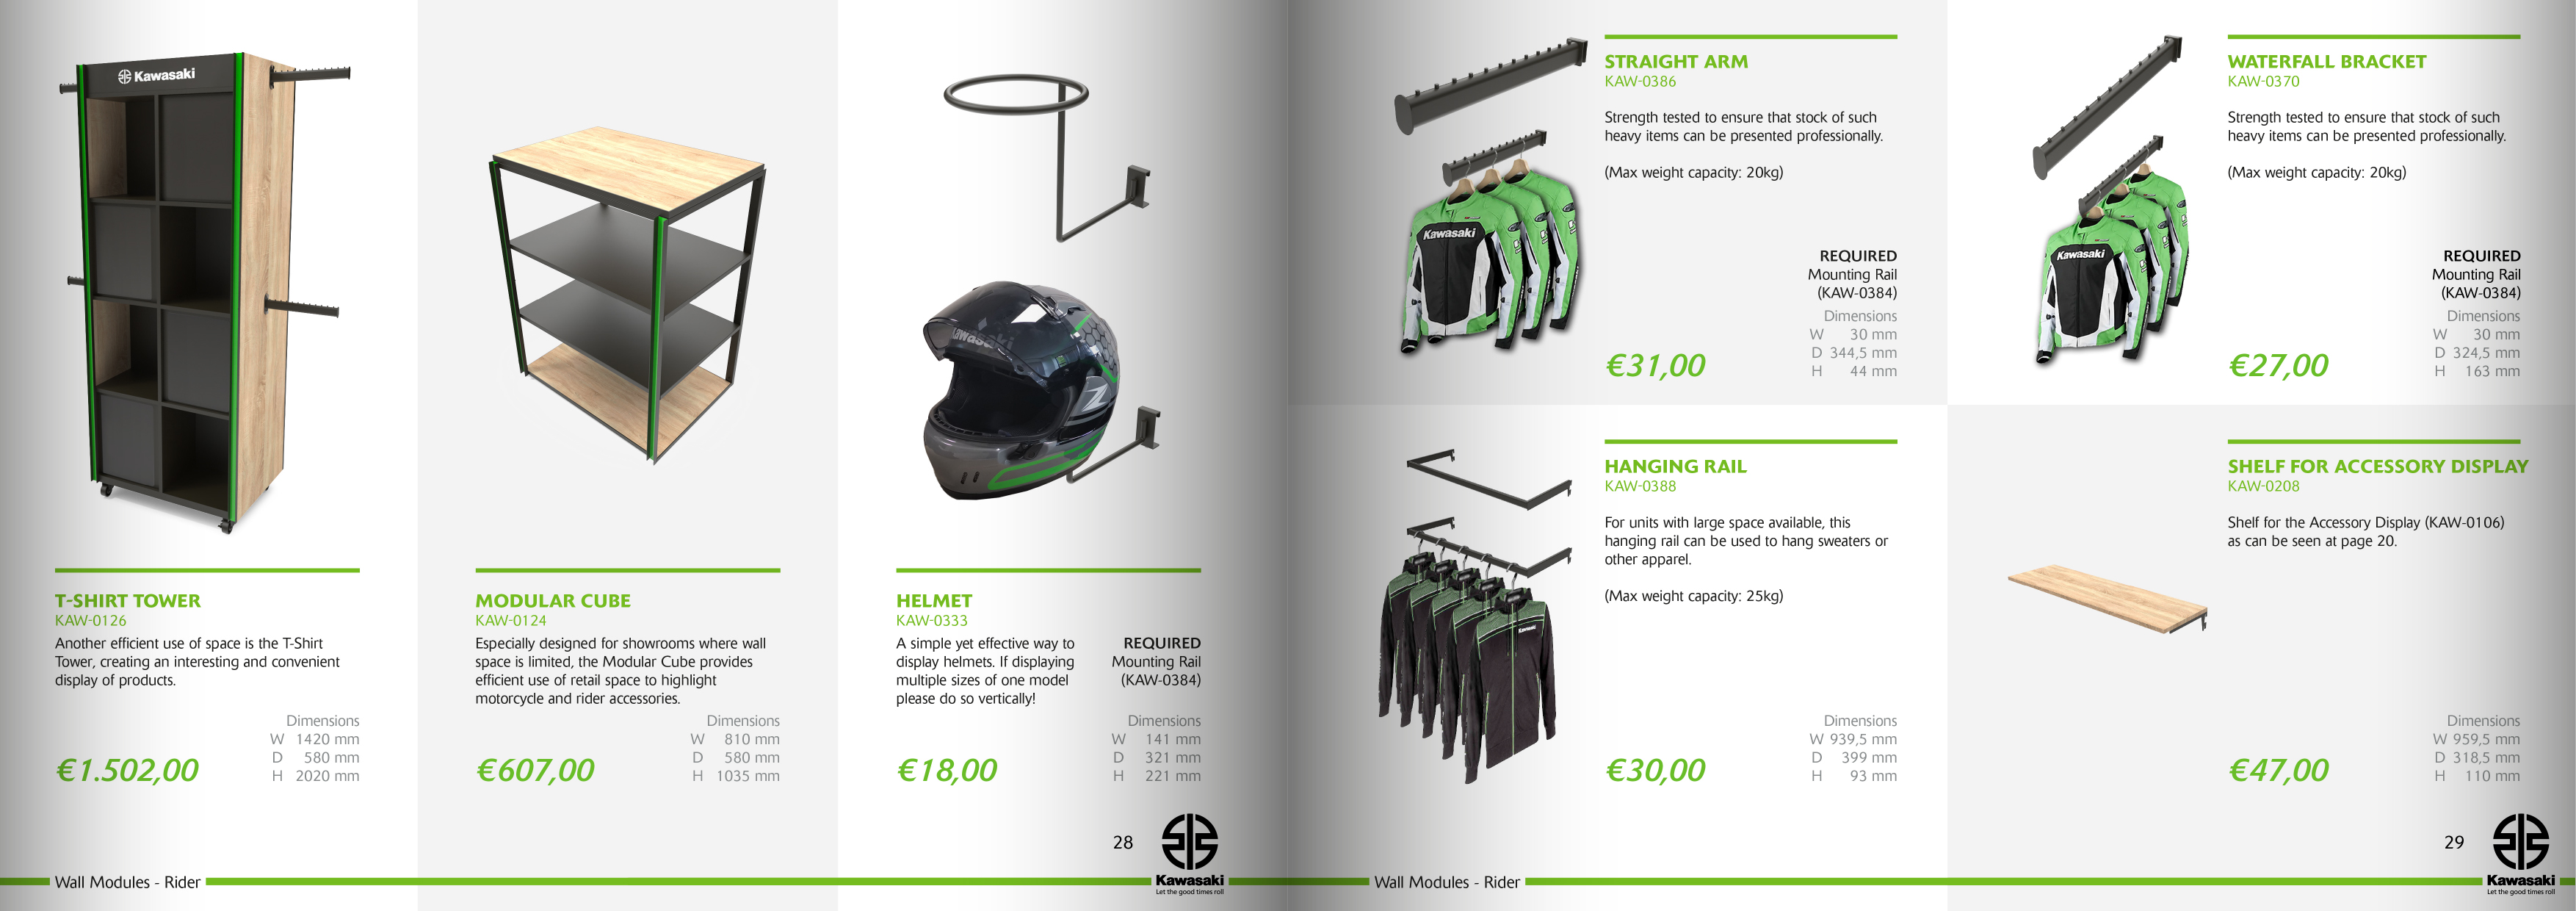 Kawasaki
T-SHIRT TOWER
KAW-0126
Another efficient use of space is the T-Shirt
Tower, creating an interesting and convenient
display of products.
Dimensions
W 1420 mm
D 580 mm
H 2020 mm
€1.502,00
MODULAR CUBE
KAW-0124
Especially designed for showrooms where wall
space is limited, the Modular Cube provides
efficient use of retail space to highlight
motorcycle and rider accessories.
Dimensions
W 810 mm
D 580 mm
H 1035 mm
€607,00
HELMET
KAW-0333
A simple yet effective way to
display helmets. If displaying
multiple sizes of one model
please do so vertically!
REQUIRED
Mounting Rail
(KAW-0384)
Dimensions
W 141 mm
D 321 mm
H 221 mm
€18,00
28
Wall Modules - Rider
Kawasaki
Let the good times roll
STRAIGHT ARM
KAW-0386
Strength tested to ensure that stock of such
heavy items can be presented professionally.
(Max weight capacity: 20kg)
Kawasaki
REQUIRED
Mounting Rail
(KAW-0384)
Dimensions
W 30 mm
D 344,5 mm
H 44 mm
€31,00
WATERFALL BRACKET
KAW-0370
Strength tested to ensure that stock of such
heavy items can be presented professionally.
(Max weight capacity: 20kg)
Kawasaki
REQUIRED
Mounting Rail
(KAW-0384)
Dimensions
W 30 mm
D 324,5 mm
H 163 mm
€27,00
HANGING RAIL
KAW-0388
For units with large space available, this
hanging rail can be used to hang sweaters or
other apparel.
(Max weight capacity: 25kg)
Kawasaki
Dimensions
W 939,5 mm
D 399 mm
H 93 mm
€30,00
SHELF FOR ACCESSORY DISPLAY
KAW-0208
Shelf for the Accessory Display (KAW-0106)
as can be seen at page 20.
Dimensions
W 959,5 mm
D 318,5 mm
H 110 mm
€47,00
29
Wall Modules - Rider
Kawasaki
Let the good times roll